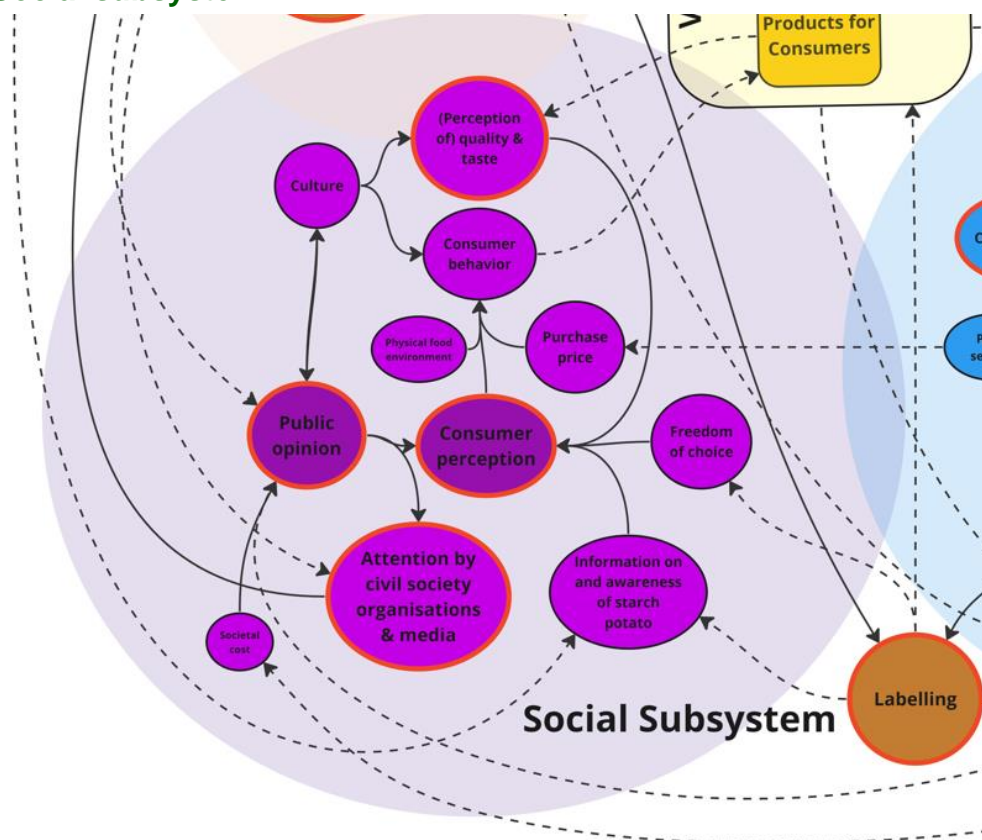 Products for
Consumers
(Perception
of) quality &
taste
Culture
Consumer
behavior
Physical food
environment
Purchase
price
Public
opinion
Consumer
perception
Freedom
of choice
Attention by
civil society
organisations
& media
Information on
and awareness
of starch
potato
Societal
cost
Labelling
Social Subsystem